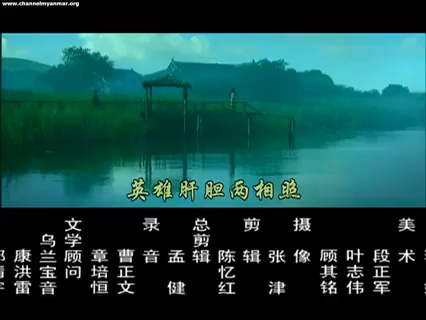 www.channelmyanmar.org
英雄肝胆两相照
康洪雷
乌兰宝音
文学顾问
章培恒
曹正文
录音
孟健
总剪辑
陈忆红
剪辑
张津
摄像
顾其铭
叶志伟
段正军
美术